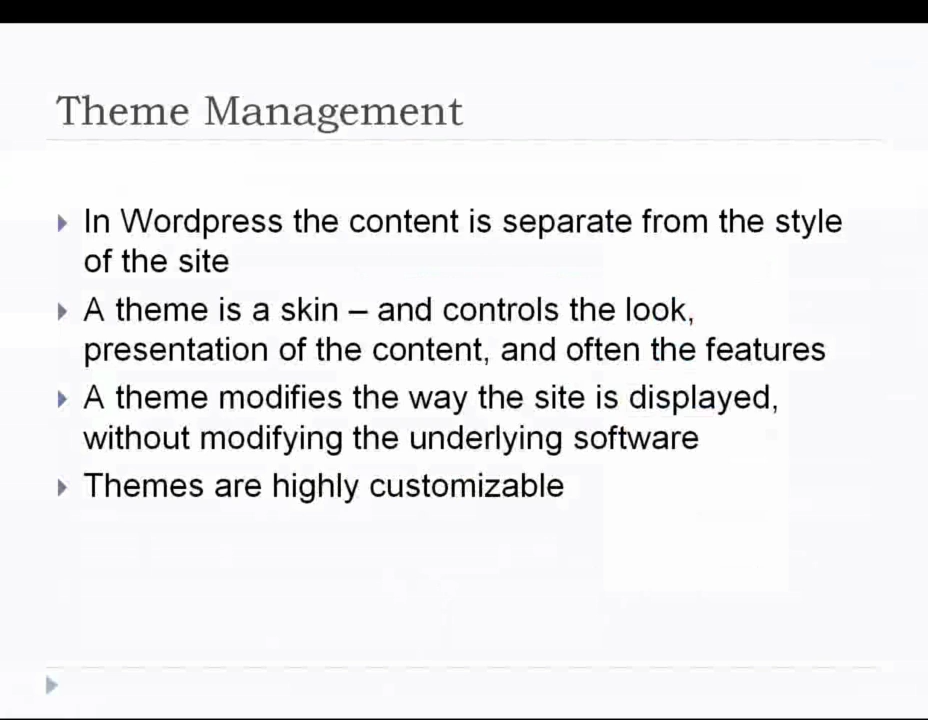 Theme Management
In Wordpress the content is separate from the style
of the site
A theme is a skin – and controls the look,
presentation of the content, and often the features
A theme modifies the way the site is displayed,
without modifying the underlying software
Themes are highly customizable